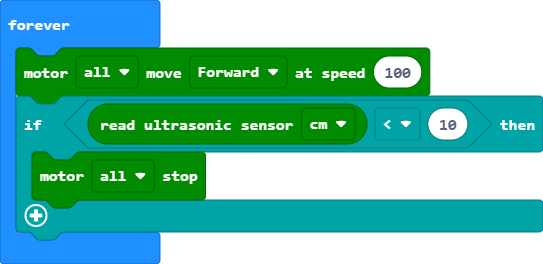 forever
motor all move Forward at speed 100
if read ultrasonic sensor cm < 10 then
motor all stop